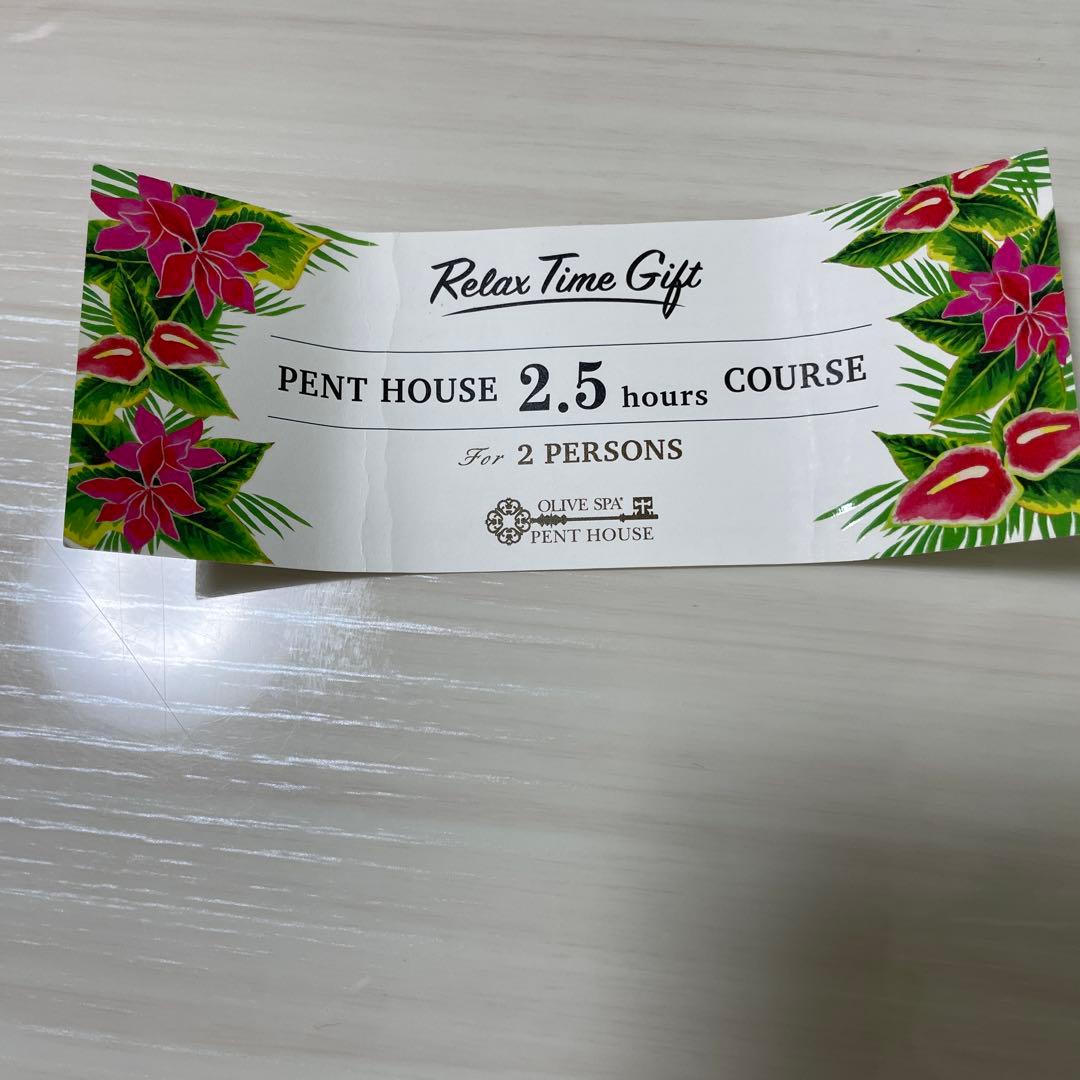 Relax Time Gift
PENT HOUSE 2.5 hours COURSE
For 2 PERSONS
OLIVE SPA®
PENT HOUSE